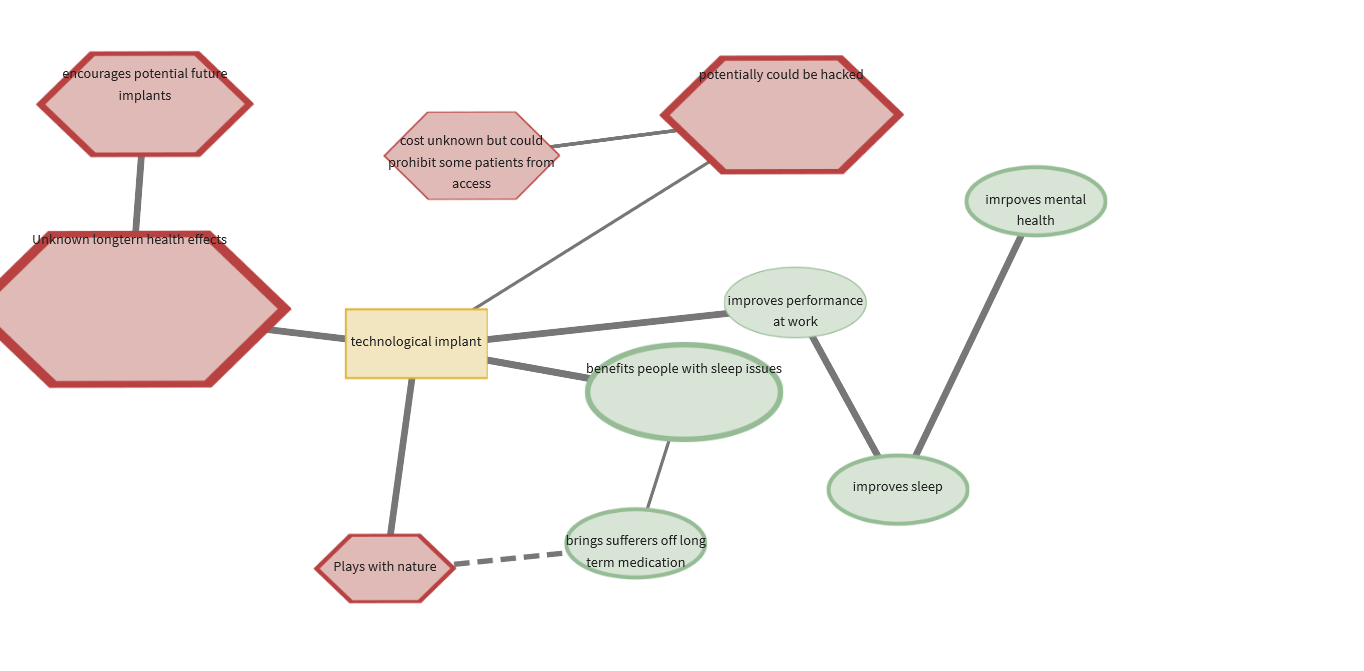 encourages potential future
implants
potentially could be hacked
cost unknown but could
prohibit some patients from
access
imrpoves mental
health
Unknown longtern health effects
improves performance
at work
technological implant
benefits people with sleep issues
improves sleep
brings sufferers off long
term medication
Plays with nature